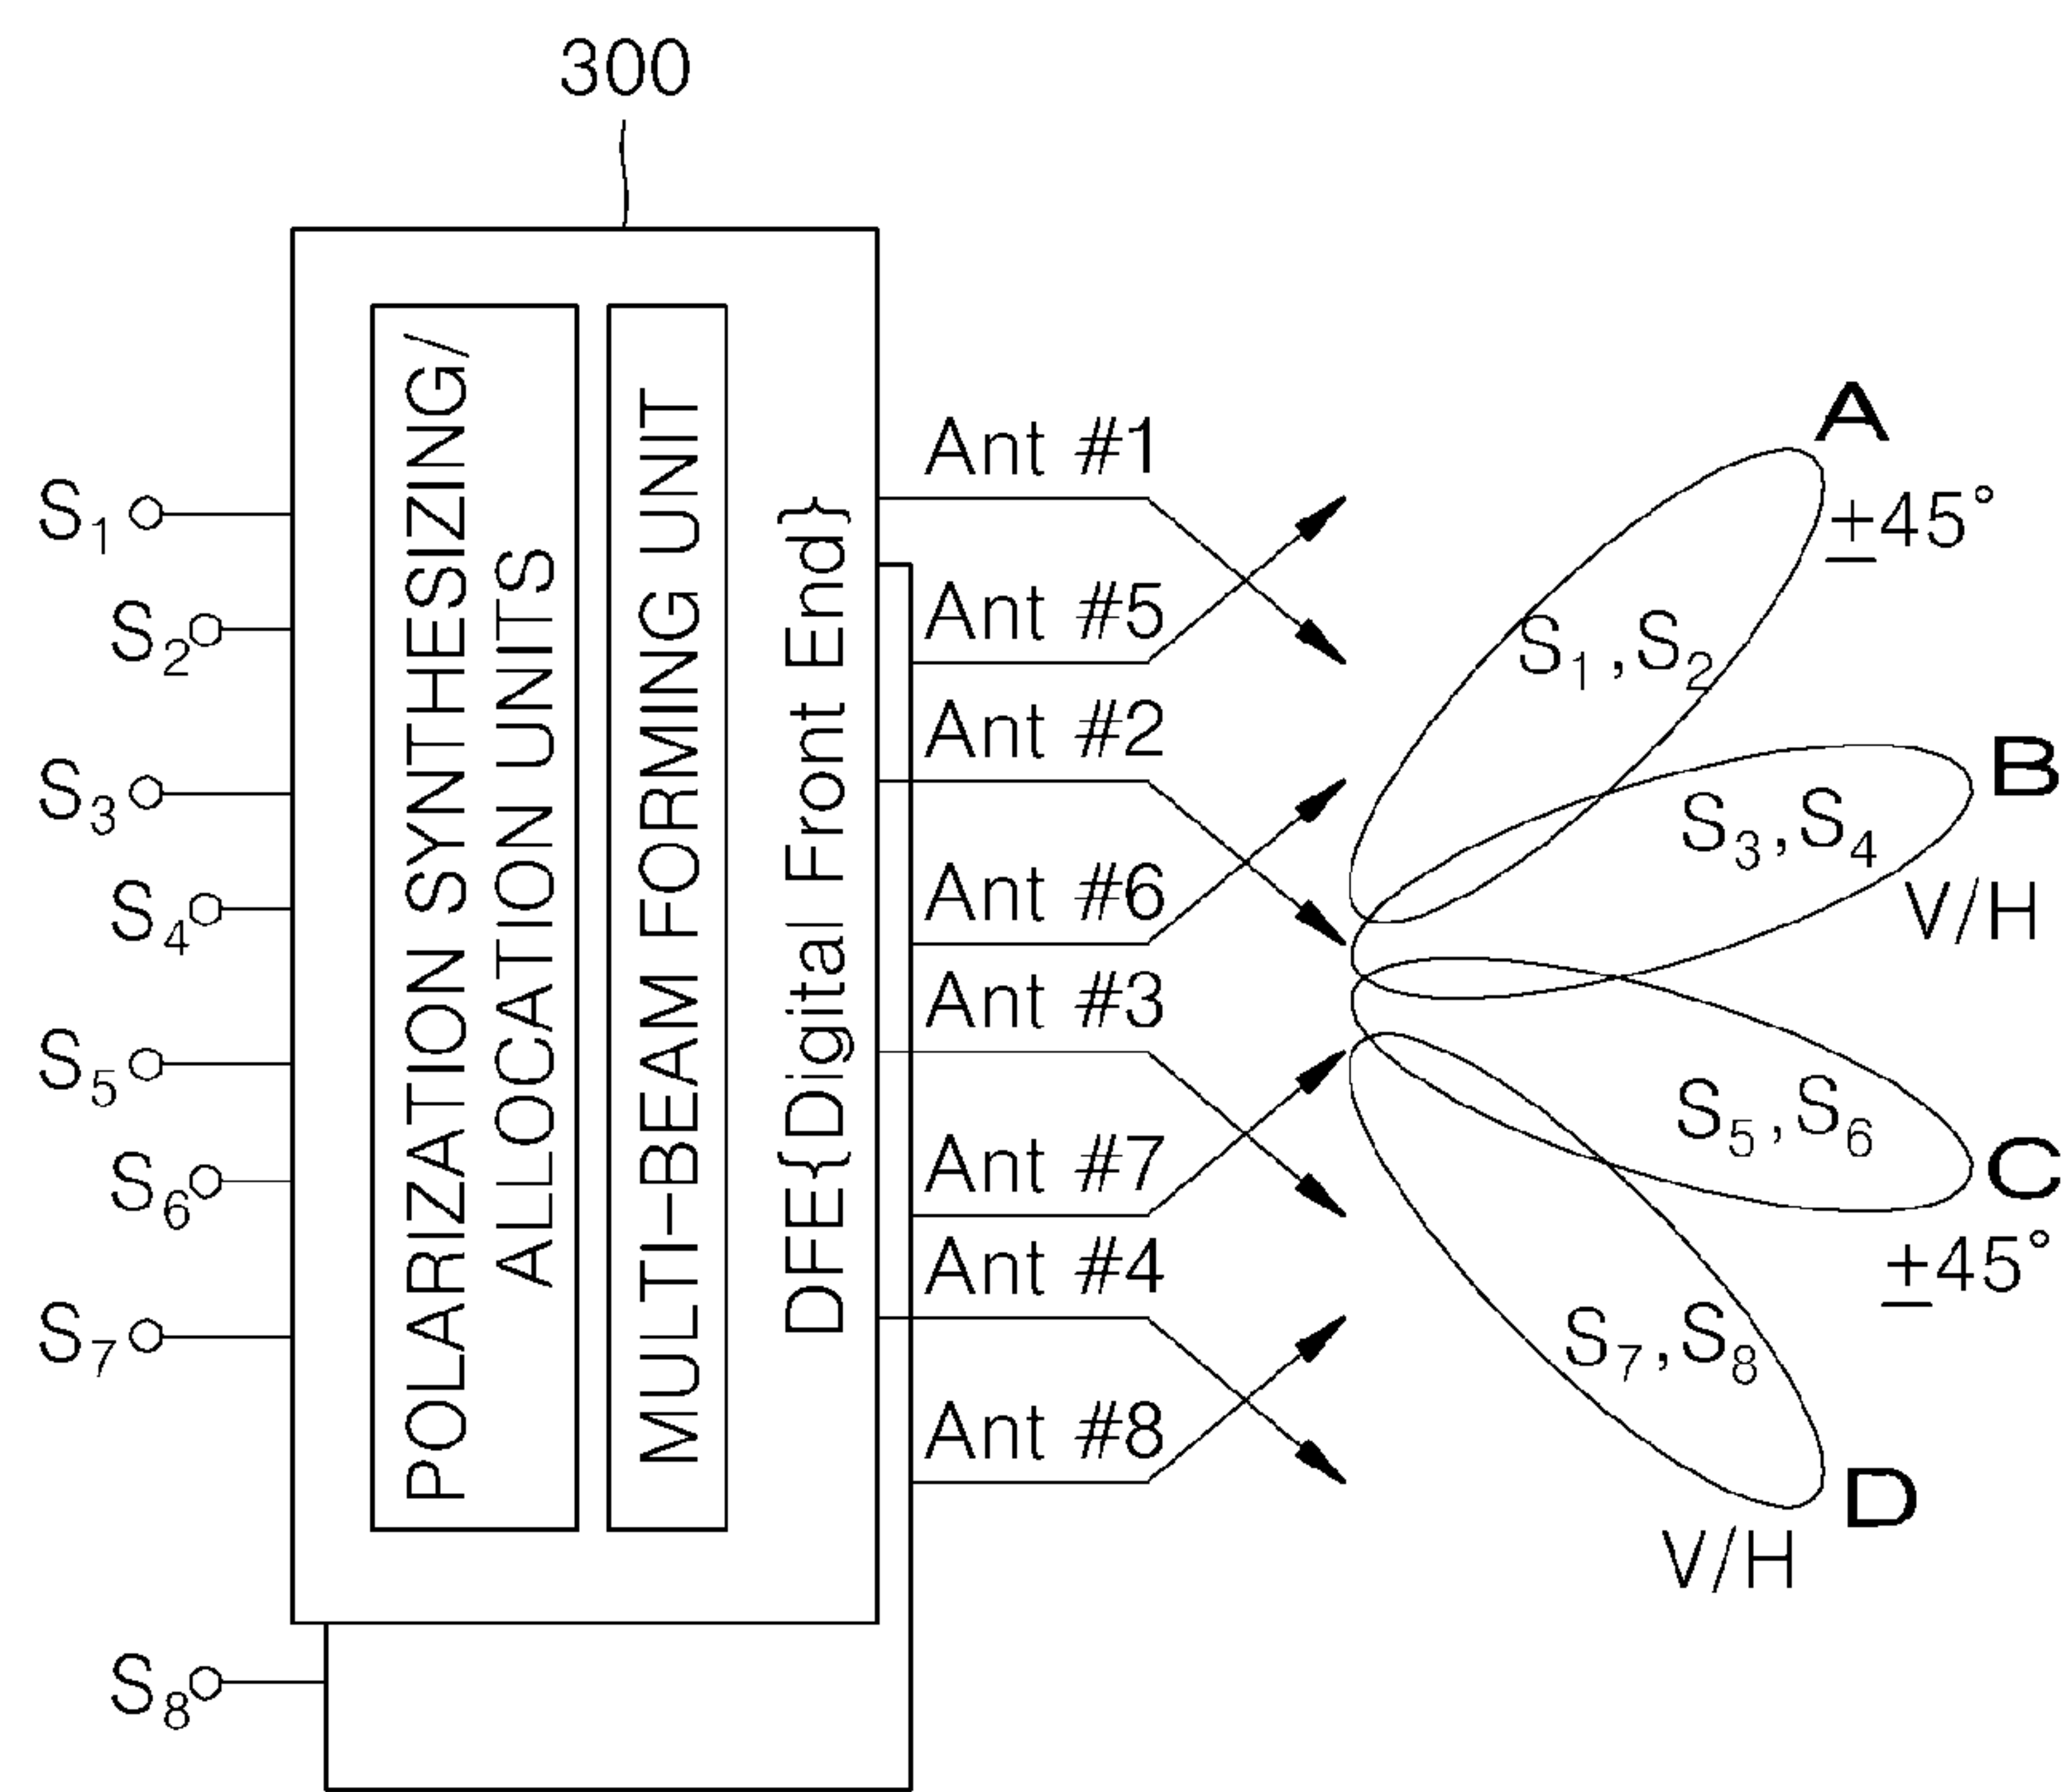 300
S1
S2
S3
S4
S5
S6
S7
S8
POLARIZATION SYNTHESIZING/
ALLOCATION UNITS
MULTI-BEAM FORMING UNIT
DFE{Digital Front End}
Ant #1
Ant #5
Ant #2
Ant #6
Ant #3
Ant #7
Ant #4
Ant #8
A
±45°
S1,S2
B
S3,S4
V/H
S5,S6
C
±45°
S7,S8
D
V/H